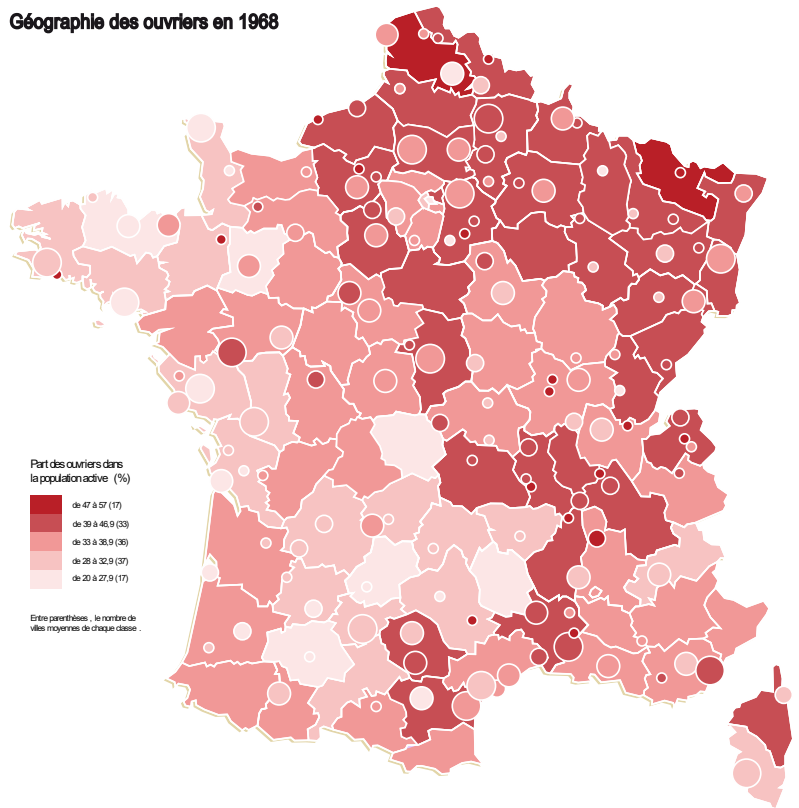 Géographie des ouvriers en 1968
Part des ouvriers dans
la population active (%)
de 47 à 57 (17)
de 39 à 46,9 (33)
de 33 à 38,9 (36)
de 28 à 32,9 (37)
de 20 à 27,9 (17)
Entre parenthèses , le nombre de
villes moyennes de chaque classe .